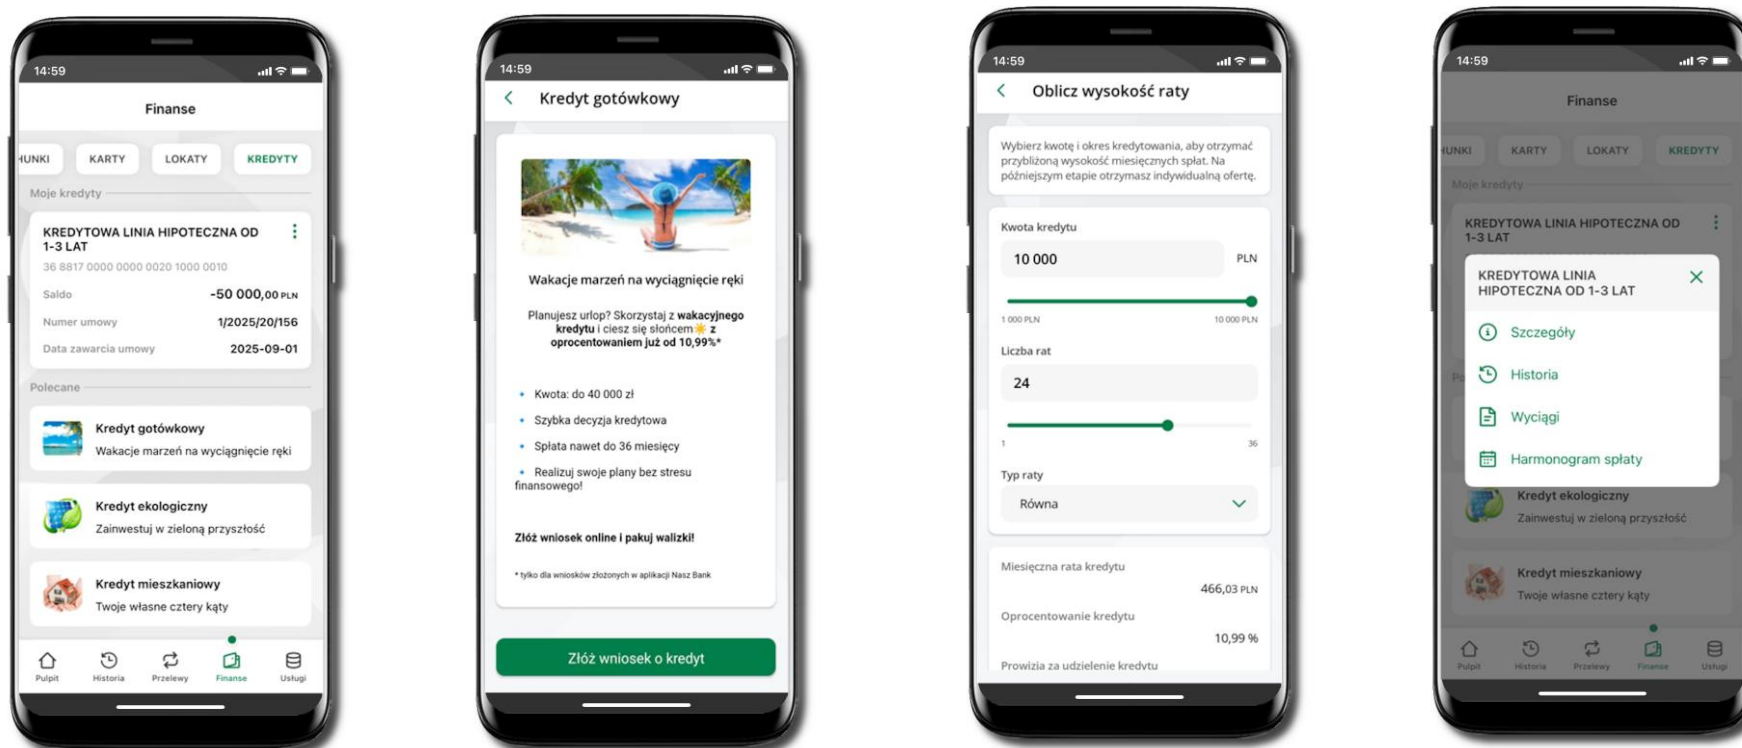 14:59
Finanse
HUNKI KARTY LOKATY KREDYTY
Moje kredyty
KREDYTOWA LINIA HIPOTECZNA OD
1-3 LAT
36 8817 0000 0000 0020 1000 0010
Saldo -50 000,00 PLN
Numer umowy 1/2025/20/156
Data zawarcia umowy 2025-09-01
Polecane
Kredyt gotówkowy
Wakacje marzeń na wyciągnięcie ręki
Kredyt ekologiczny
Zainwestuj w zieloną przyszłość
Kredyt mieszkaniowy
Twoje własne cztery kąty
Pulpit Historia Przelewy Finanse Usługi
14:59
Kredyt gotówkowy
Wakacje marzeń na wyciągnięcie ręki
Planujesz urlop? Skorzystaj z wakacyjnego
kredytu i ciesz się słońcem☀️ z
oprocentowaniem już od 10,99%*
Kwota: do 40 000 zł
Szybka decyzja kredytowa
Spłata nawet do 36 miesięcy
Realizuj swoje plany bez stresu
finansowego!
Złóż wniosek online i pakuj walizki!
* tylko dla wniosków złożonych w aplikacji Nasz Bank
Złóż wniosek o kredyt
14:59
Oblicz wysokość raty
Wybierz kwotę i okres kredytowania, aby otrzymać
przybliżoną wysokość miesięcznych spłat. Na
późniejszym etapie otrzymasz indywidualną ofertę.
Kwota kredytu
10 000 PLN
1 000 PLN 10 000 PLN
Liczba rat
24
1 36
Typ raty
Równa
Miesięczna rata kredytu
466,03 PLN
Oprocentowanie kredytu
10,99 %
Prowizja za udzielenie kredytu
14:59
Finanse
HUNKI KARTY LOKATY KREDYTY
Moje kredyty
KREDYTOWA LINIA HIPOTECZNA OD
1-3 LAT
KREDYTOWA LINIA
HIPOTECZNA OD 1-3 LAT
Szczegóły
Historia
Wyciągi
Harmonogram spłaty
Kredyt ekologiczny
Zainwestuj w zieloną przyszłość
Kredyt mieszkaniowy
Twoje własne cztery kąty
Pulpit Historia Przelewy Finanse Usługi